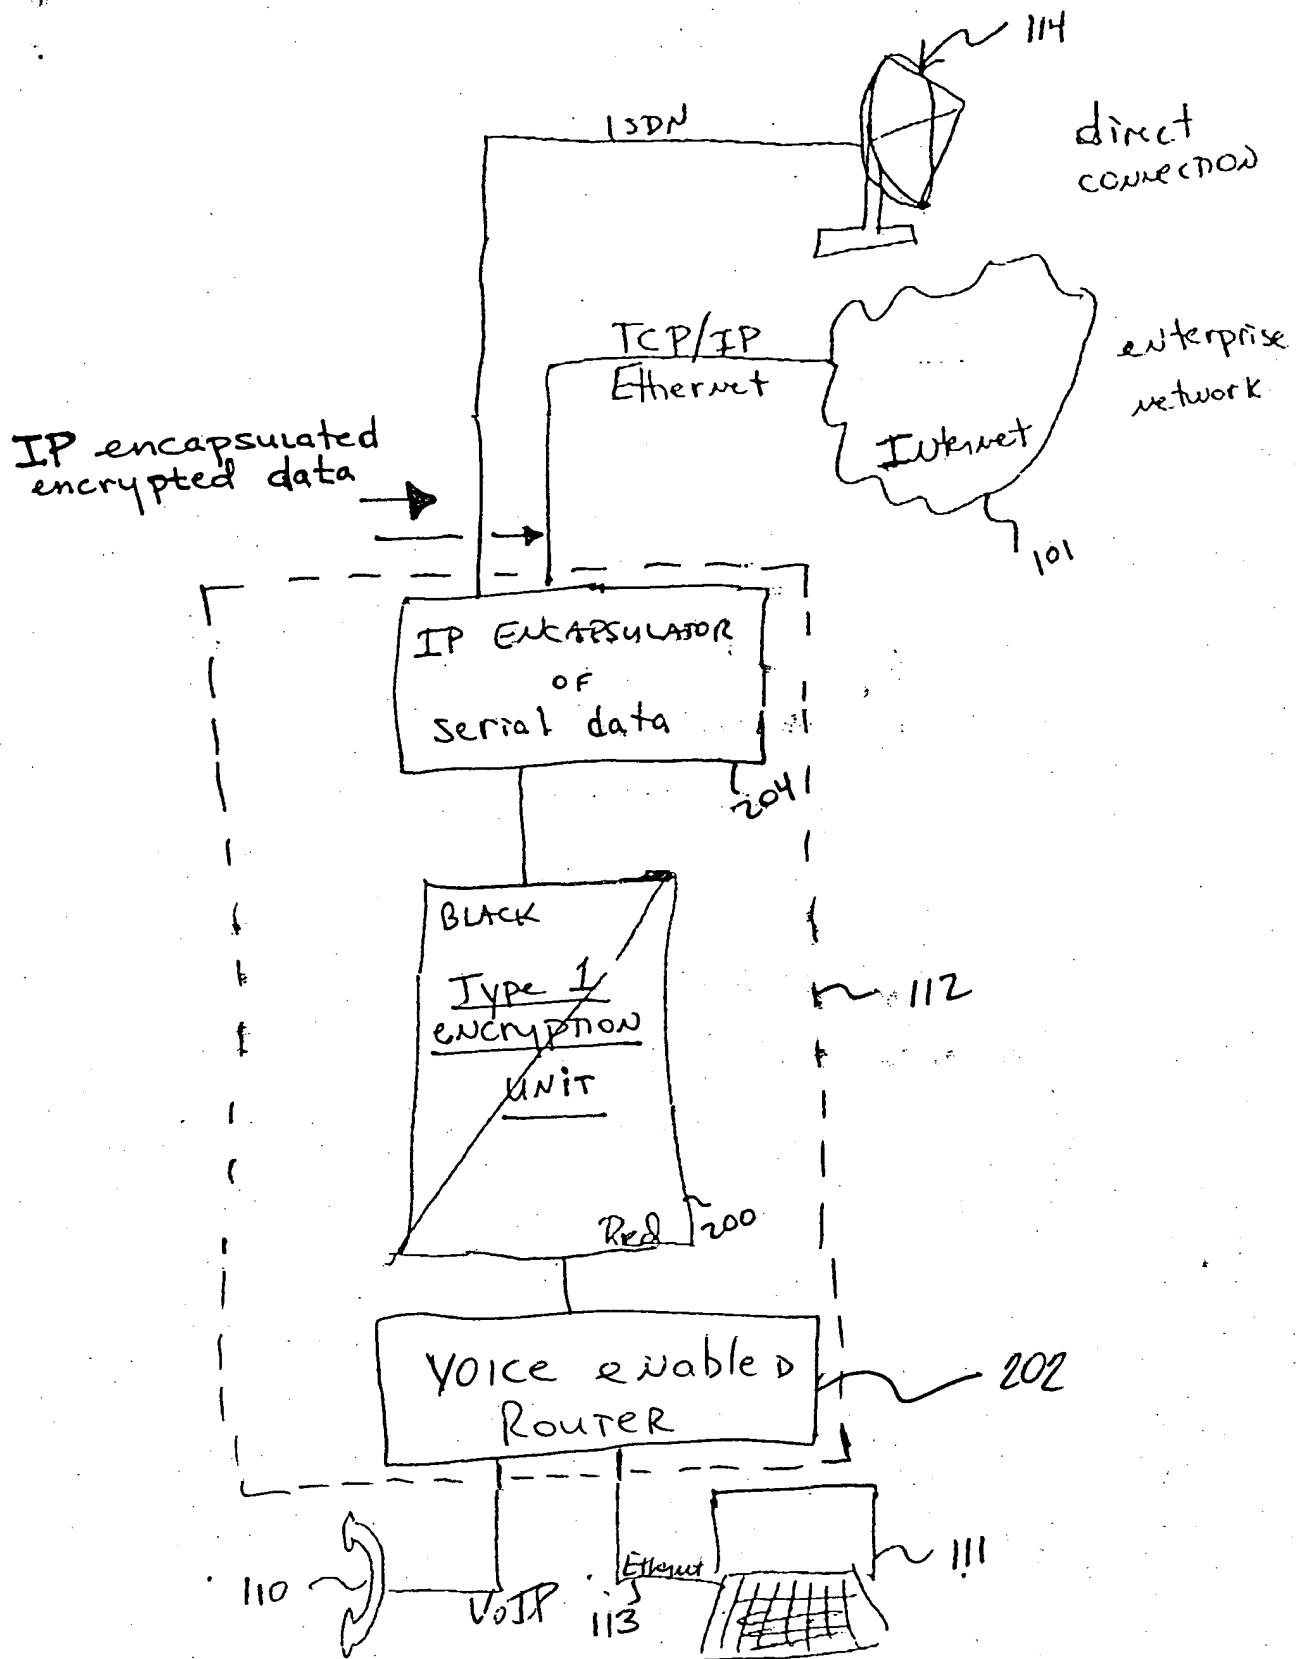 114
ISDN
direct
connection
TCP/IP
Ethernet
enterprise
network
Internet
IP encapsulated
encrypted data
101
IP ENCAPSULATOR
OF
serial data
204
BLACK
Type 1
encryption
UNIT
112
Red
200
VOICE enabled
ROUTER
202
110
VoIP
Ethernet
113
111